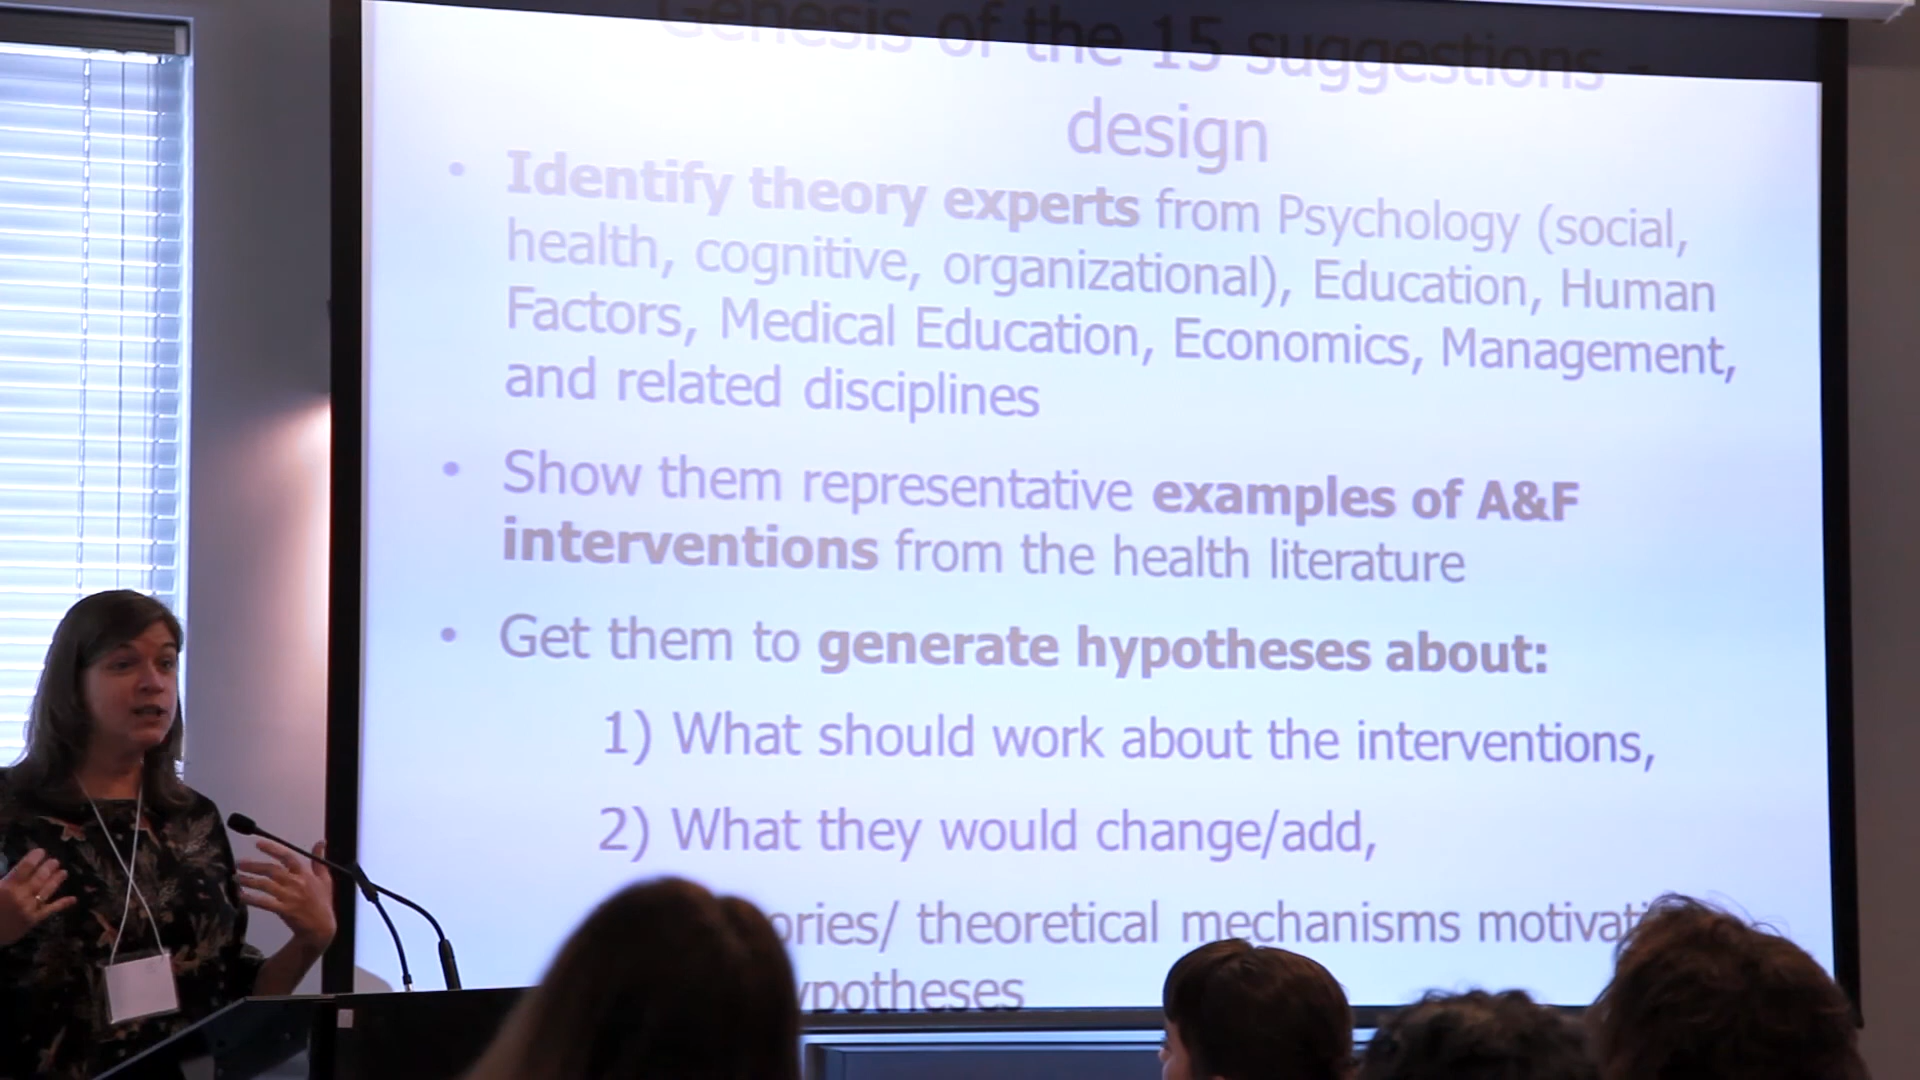 Genesis of the 15 suggestions -
design
• Identify theory experts from Psychology (social,
health, cognitive, organizational), Education, Human
Factors, Medical Education, Economics, Management,
and related disciplines
• Show them representative examples of A&F
interventions from the health literature
• Get them to generate hypotheses about:
1) What should work about the interventions,
2) What they would change/add,
theoretical mechanisms